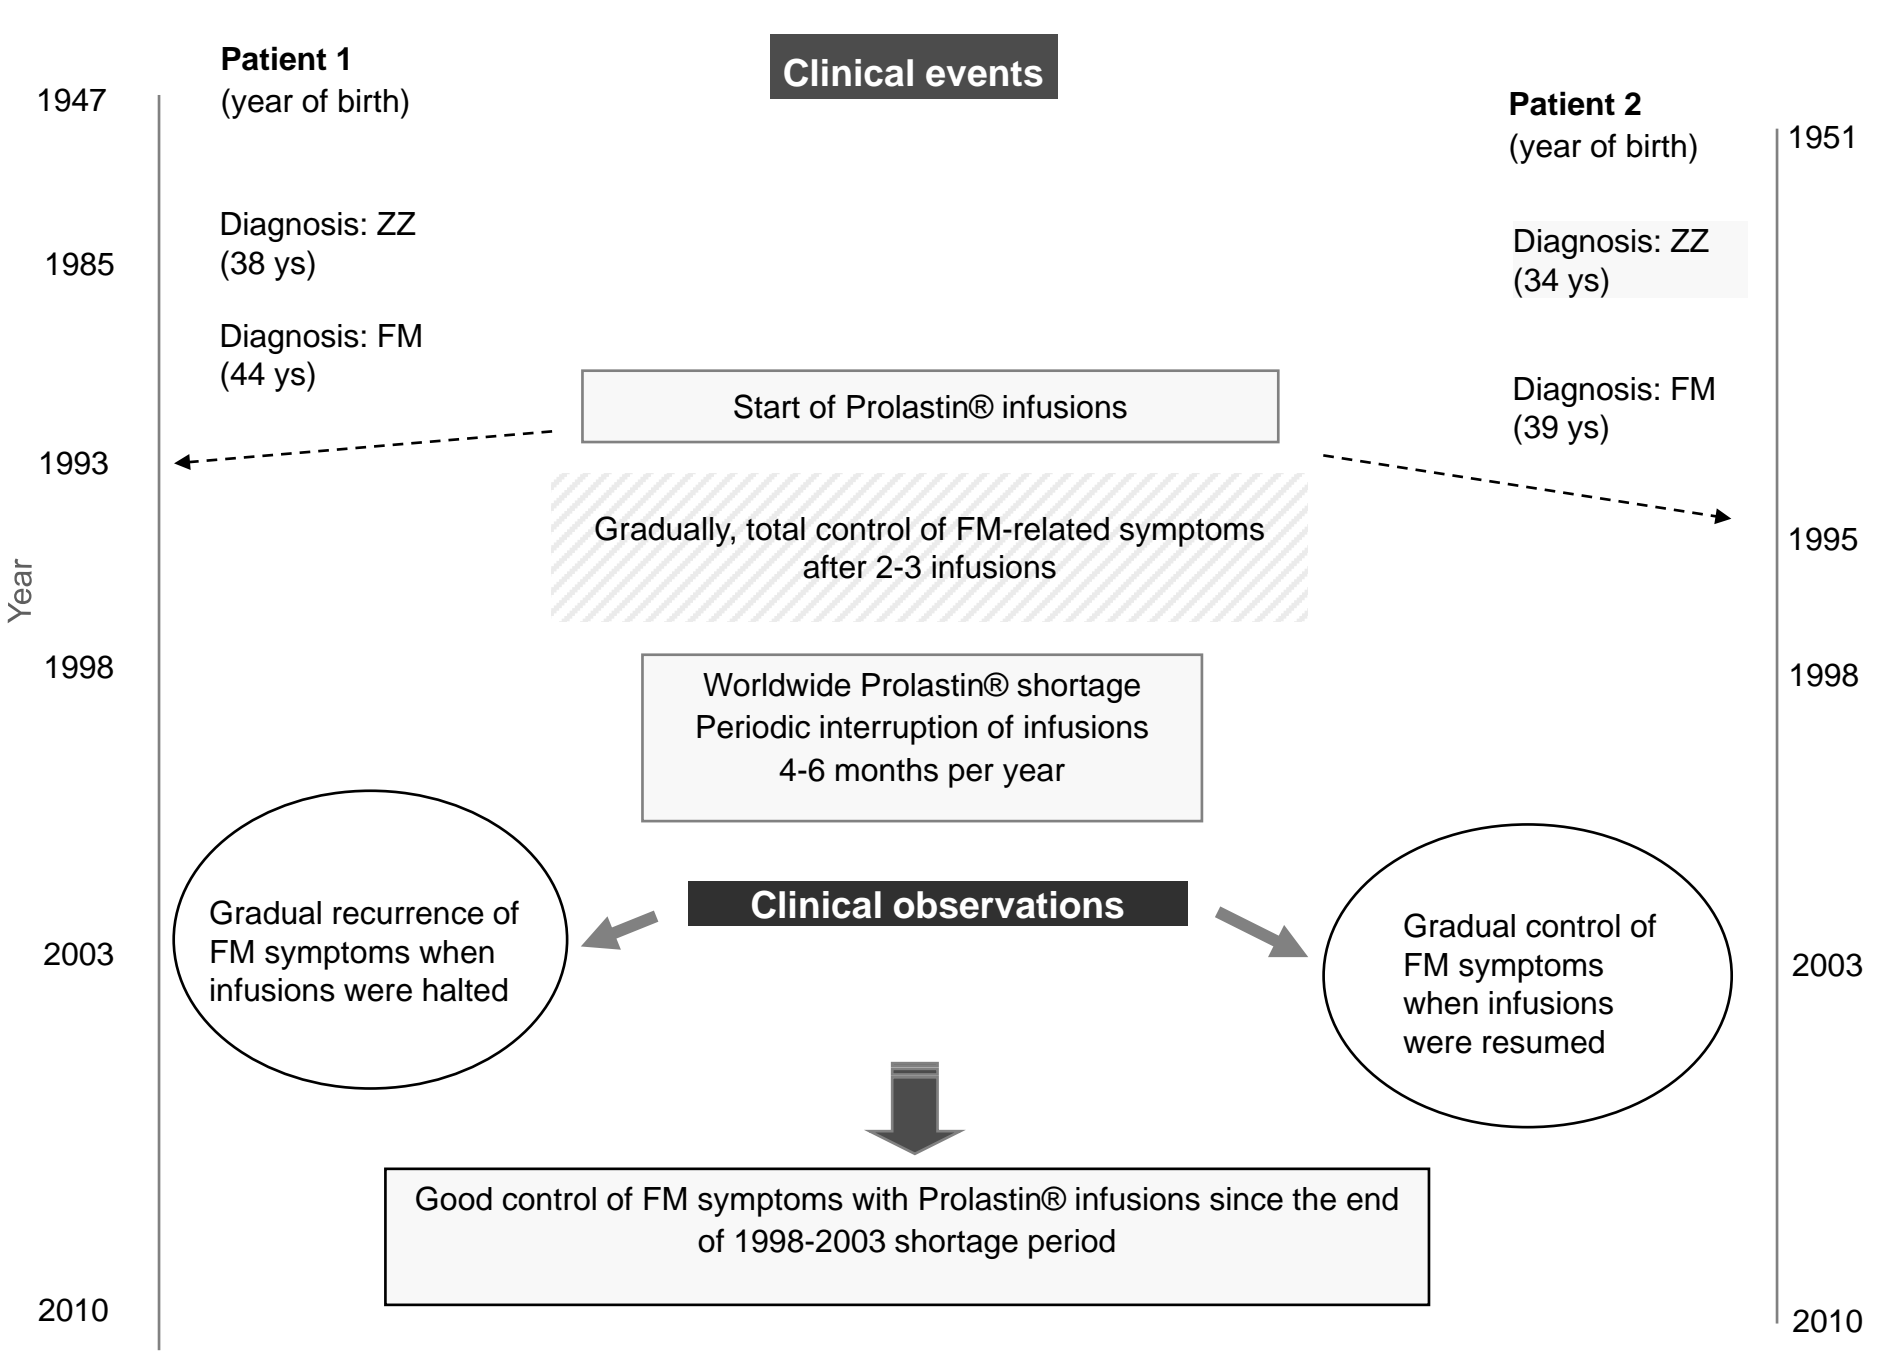 Clinical events
Patient 1
(year of birth)
1947
Patient 2
(year of birth)
1951
Diagnosis: ZZ
(38 ys)
1985
Diagnosis: ZZ
(34 ys)
Diagnosis: FM
(44 ys)
Diagnosis: FM
(39 ys)
Start of Prolastin® infusions
1993
1995
Gradually, total control of FM-related symptoms
after 2-3 infusions
Year
1998
1998
Worldwide Prolastin® shortage
Periodic interruption of infusions
4-6 months per year
Clinical observations
Gradual recurrence of
FM symptoms when
infusions were halted
2003
Gradual control of
FM symptoms
when infusions
were resumed
2003
Good control of FM symptoms with Prolastin® infusions since the end
of 1998-2003 shortage period
2010
2010